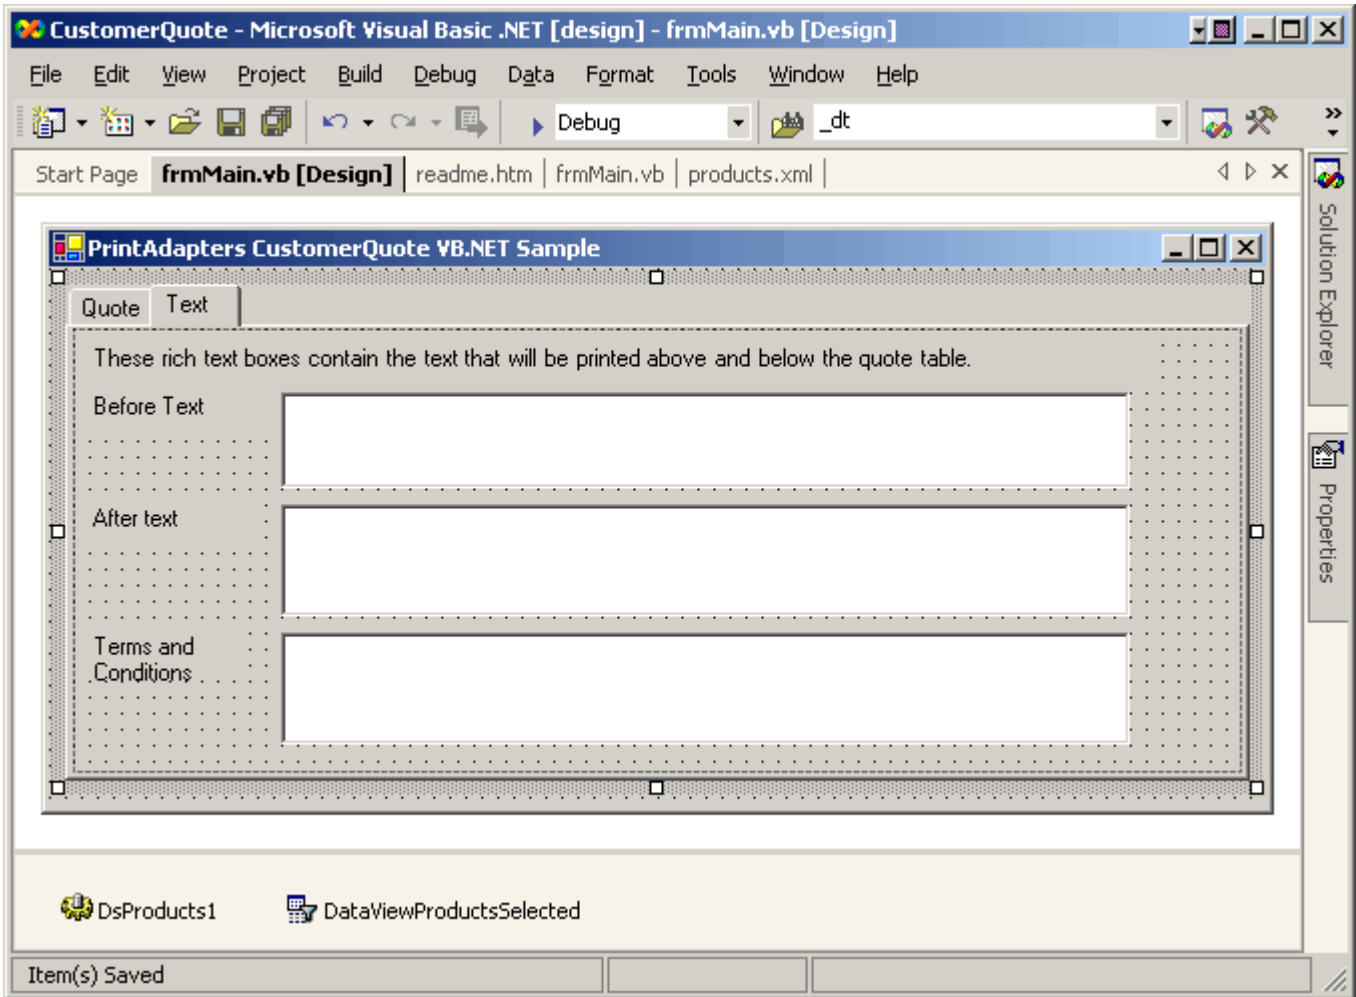 CustomerQuote - Microsoft Visual Basic .NET [design] - frmMain.vb [Design]
File Edit View Project Build Debug Data Format Tools Window Help
Debug _dt
Start Page frmMain.vb [Design] readme.htm frmMain.vb products.xml
PrintAdapters CustomerQuote VB.NET Sample
Quote Text
These rich text boxes contain the text that will be printed above and below the quote table.
Before Text
After text
Terms and
Conditions
Solution Explorer
Properties
DsProducts1 DataViewProductsSelected
Item(s) Saved